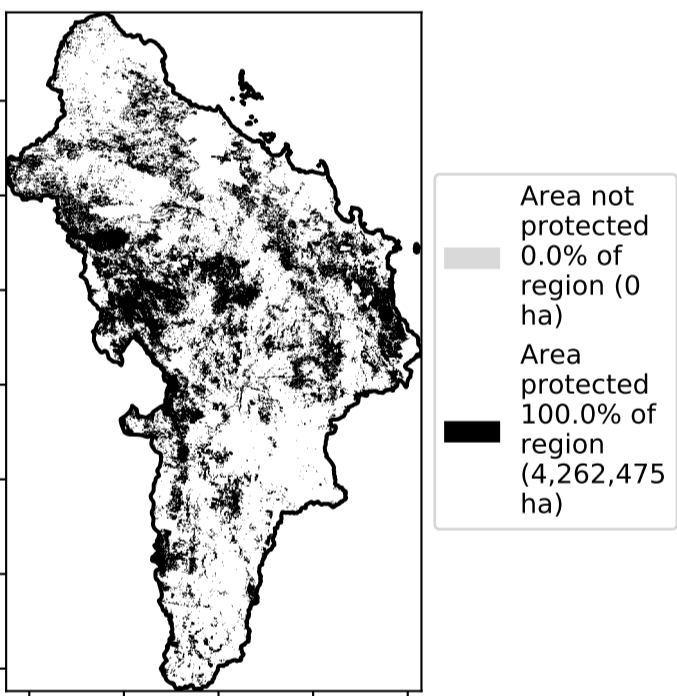 Area not
protected
0.0% of
region (0
ha)
Area
protected
100.0% of
region
(4,262,475
ha)